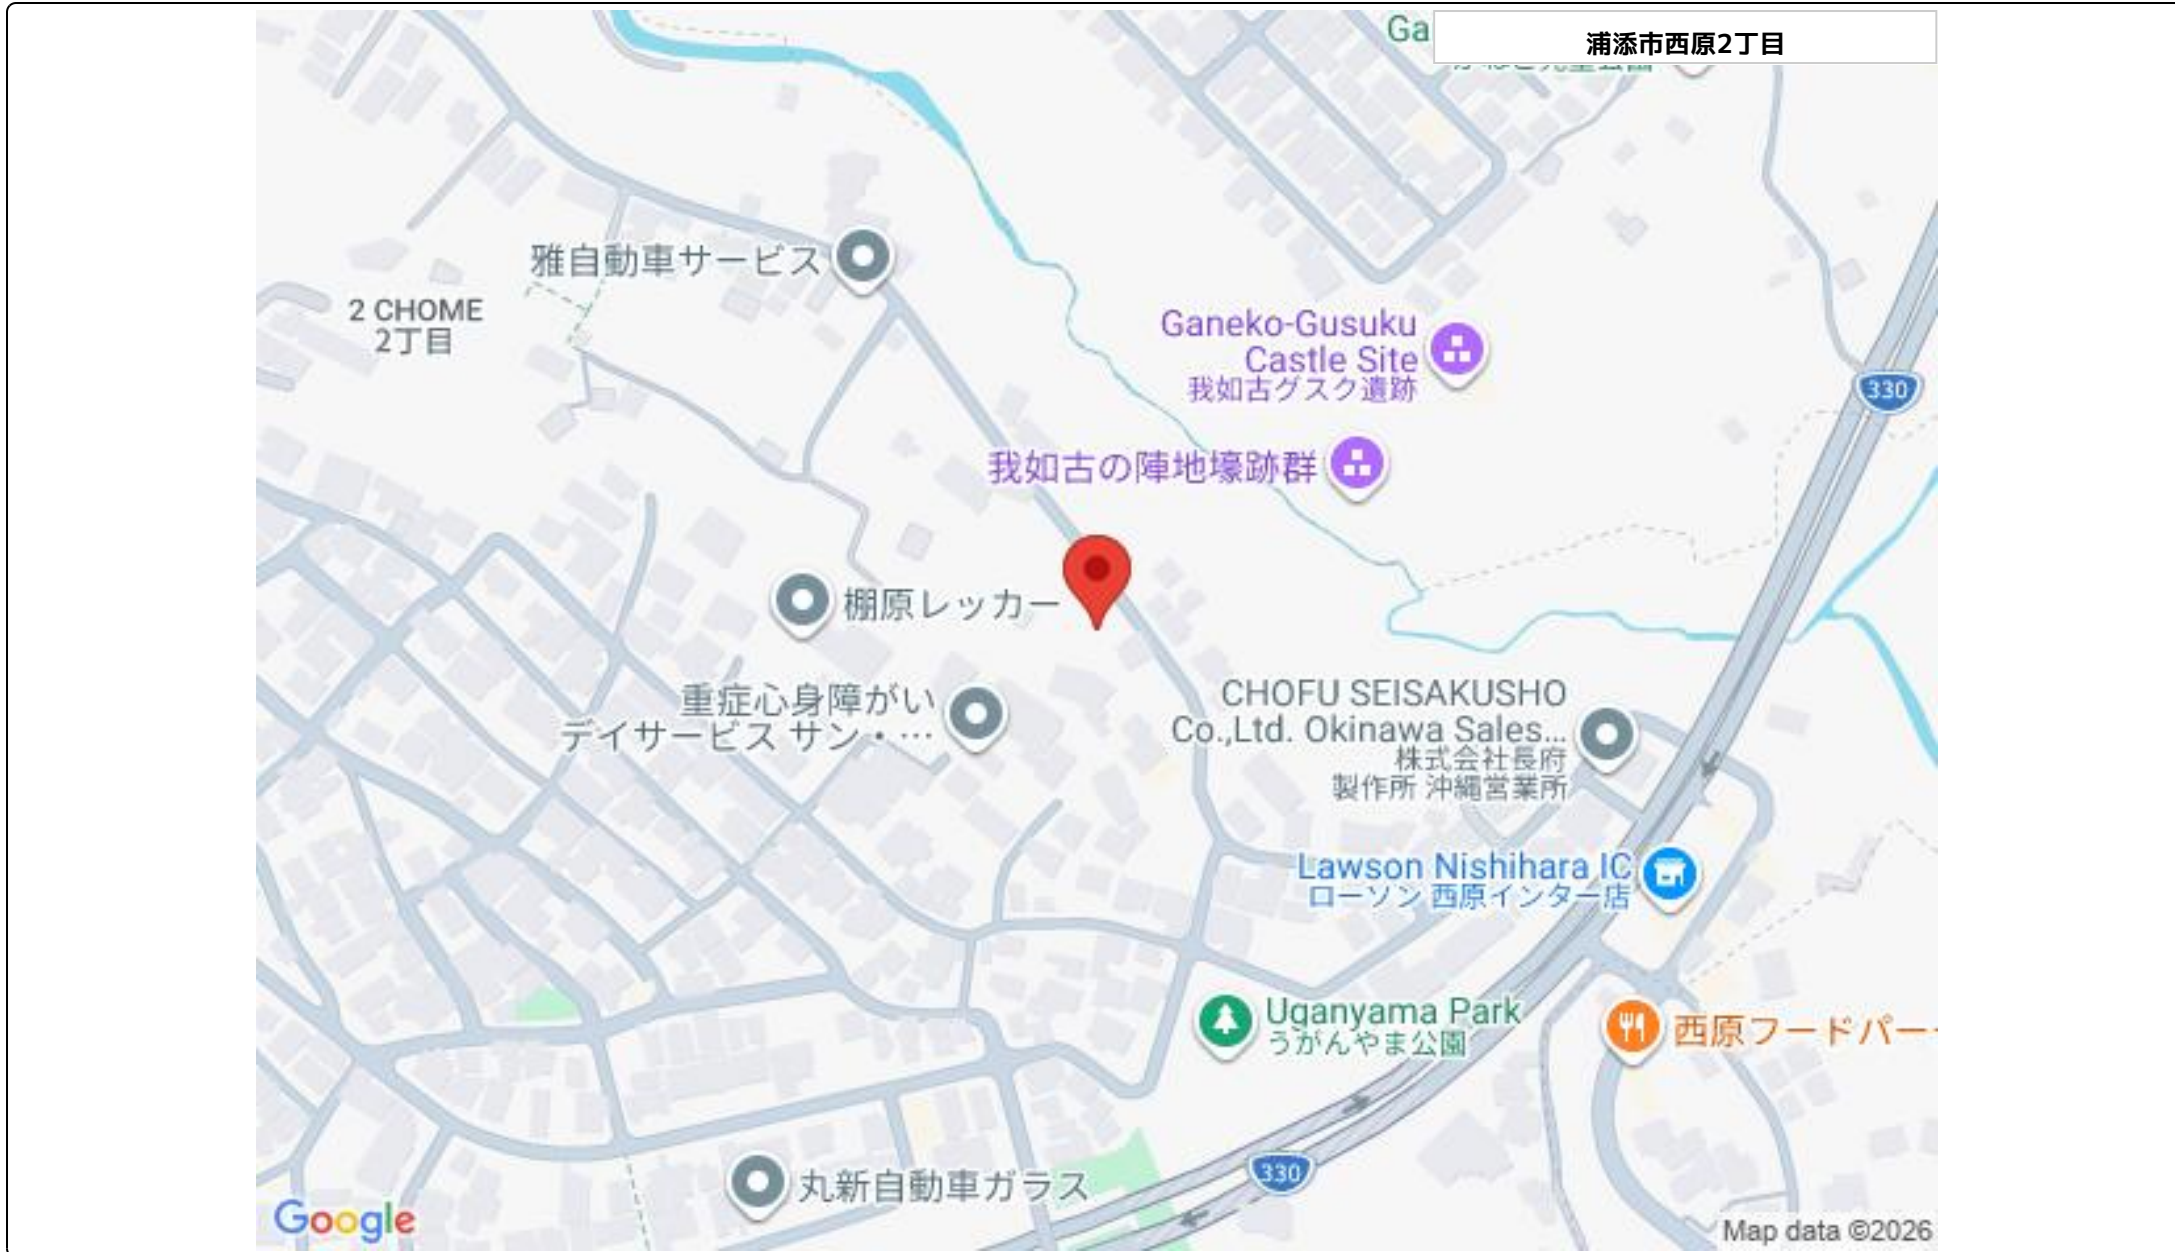 Ga
浦添市西原2丁目
雅自動車サービス
2 CHOME
2丁目
Ganeko-Gusuku
Castle Site
我如古グスク遺跡
330
我如古の陣地壕跡群
棚原レッカー
重症心身障がい
デイサービス サン・…
CHOFU SEISAKUSHO
Co.,Ltd. Okinawa Sales...
株式会社長府
製作所 沖縄営業所
Lawson Nishihara IC
ローソン 西原インター店
Uganyama Park
うがんやま公園
西原フードパー
330
丸新自動車ガラス
Google
Map data ©2026